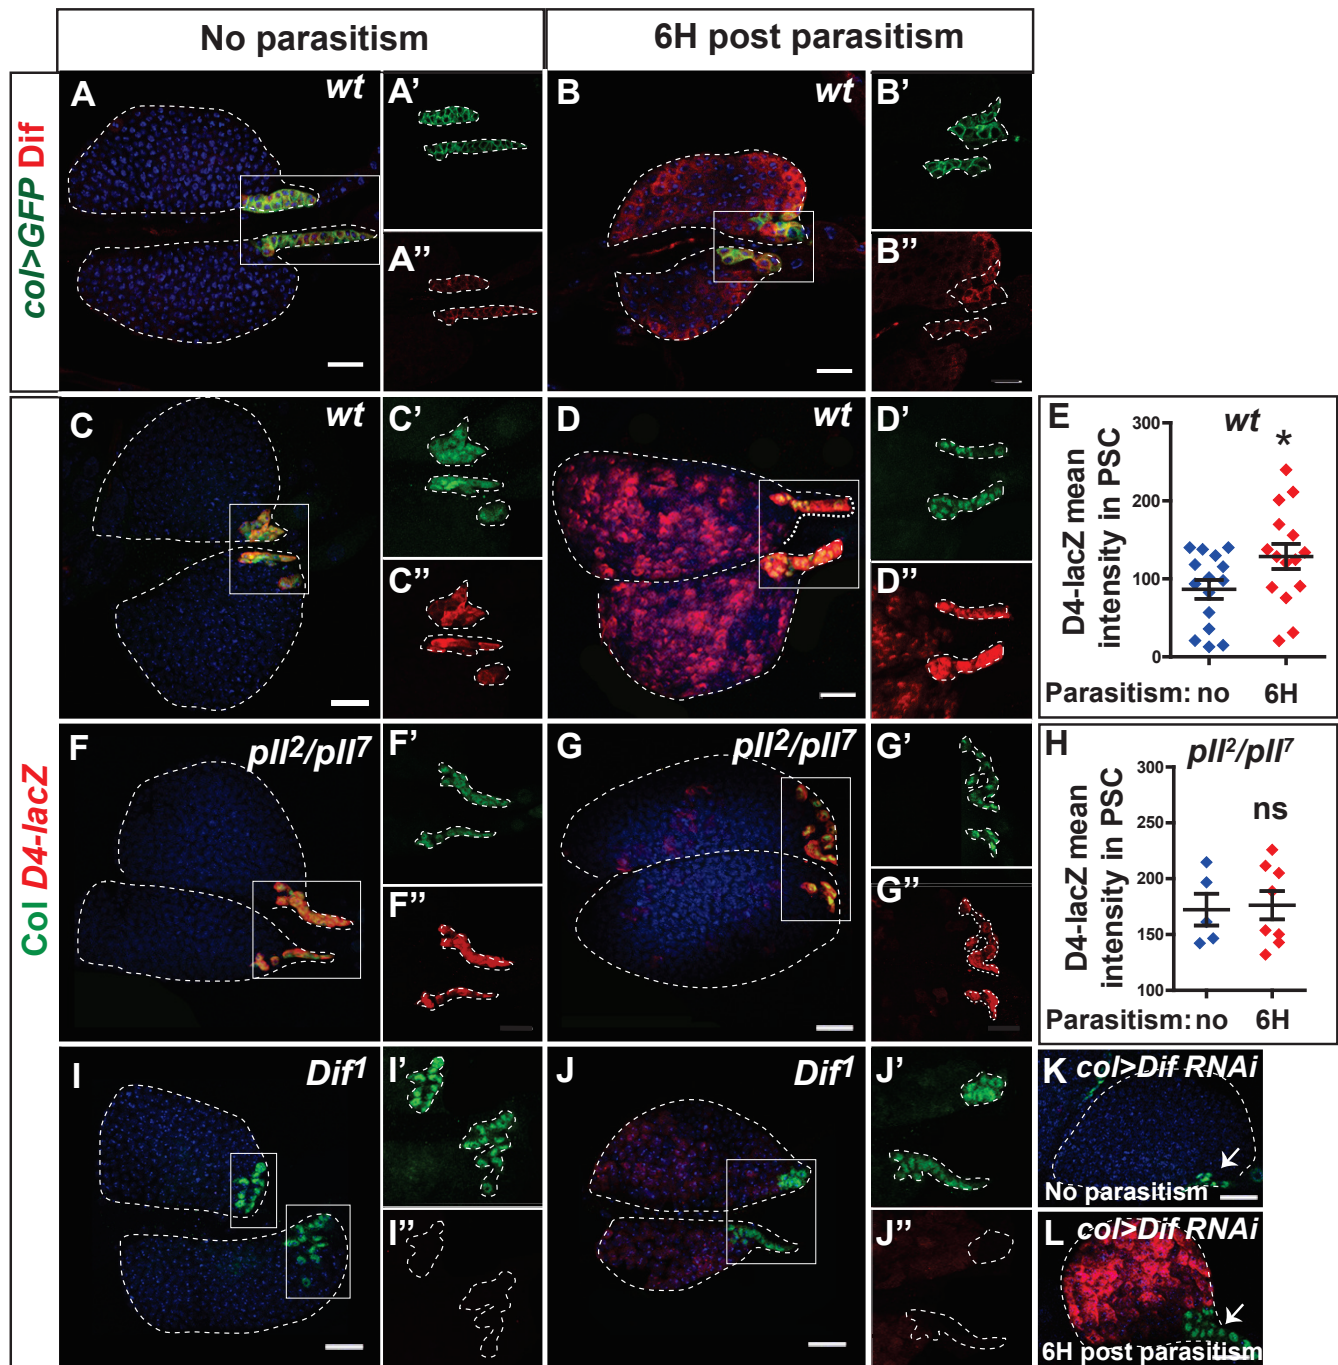 No parasitism
6H post parasitism
col>GFP Dif
A
wt
A’
A’’
B
wt
B’
B’’
Col D4-lacZ
C
wt
C’
C’’
D
wt
D’
D’’
E
wt
*
300
200
100
0
D4-lacZ mean
intensity in PSC
Parasitism: no 6H
F
pll²/pll⁷
F’
F’’
G
pll²/pll⁷
G’
G’’
H
pll²/pll⁷
ns
300
250
200
150
100
D4-lacZ mean
intensity in PSC
Parasitism: no 6H
I
Dif¹
I’
I’’
J
Dif¹
J’
J’’
K col>Dif RNAi
No parasitism
L col>Dif RNAi
6H post parasitism